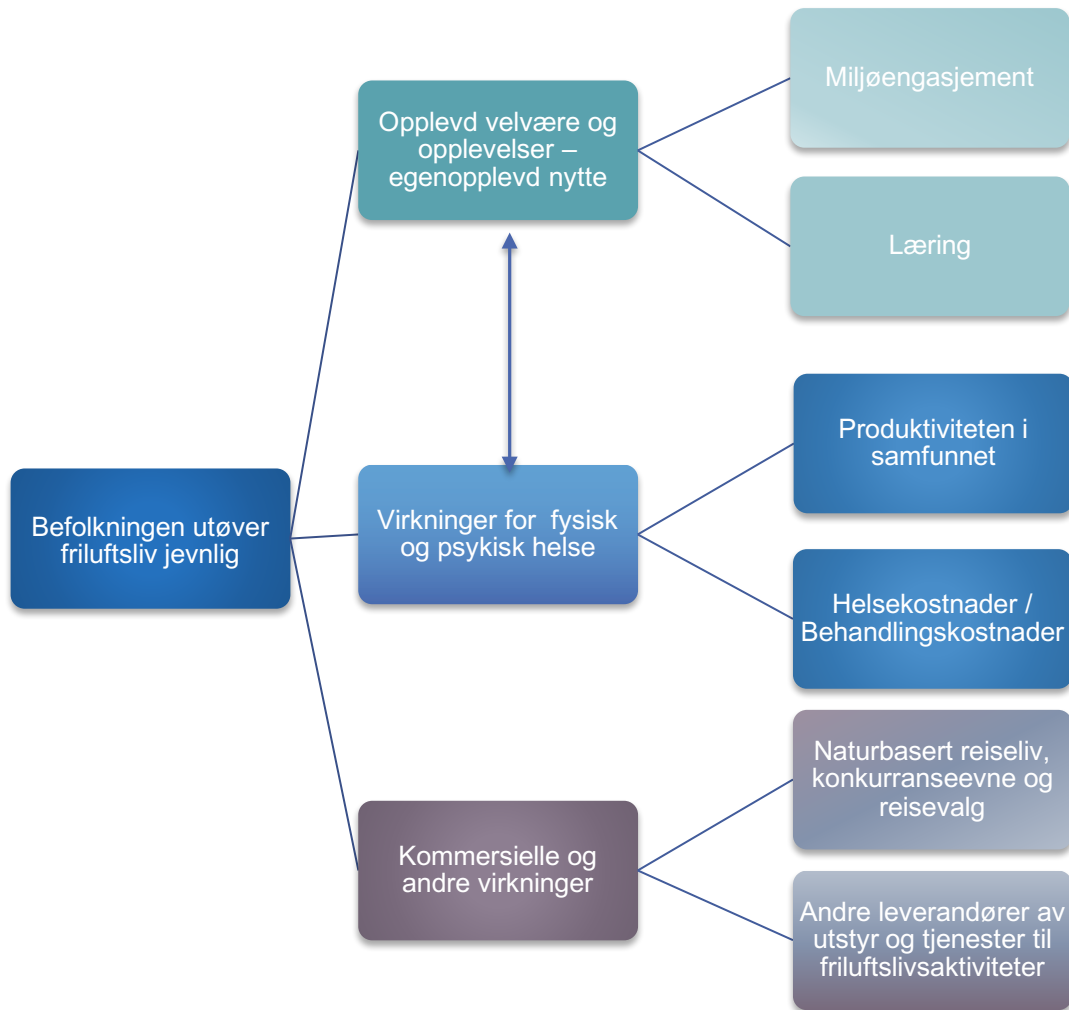 Befolkningen utøver
friluftsliv jevnlig
Opplevd velvære og
opplevelser –
egenopplevd nytte
Miljøengasjement
Læring
Virkninger for  fysisk
og psykisk helse
Produktiviteten i
samfunnet
Helsekostnader /
Behandlingskostnader
Kommersielle og
andre virkninger
Naturbasert reiseliv,
konkurranseevne og
reisevalg
Andre leverandører av
utstyr og tjenester til
friluftslivsaktiviteter